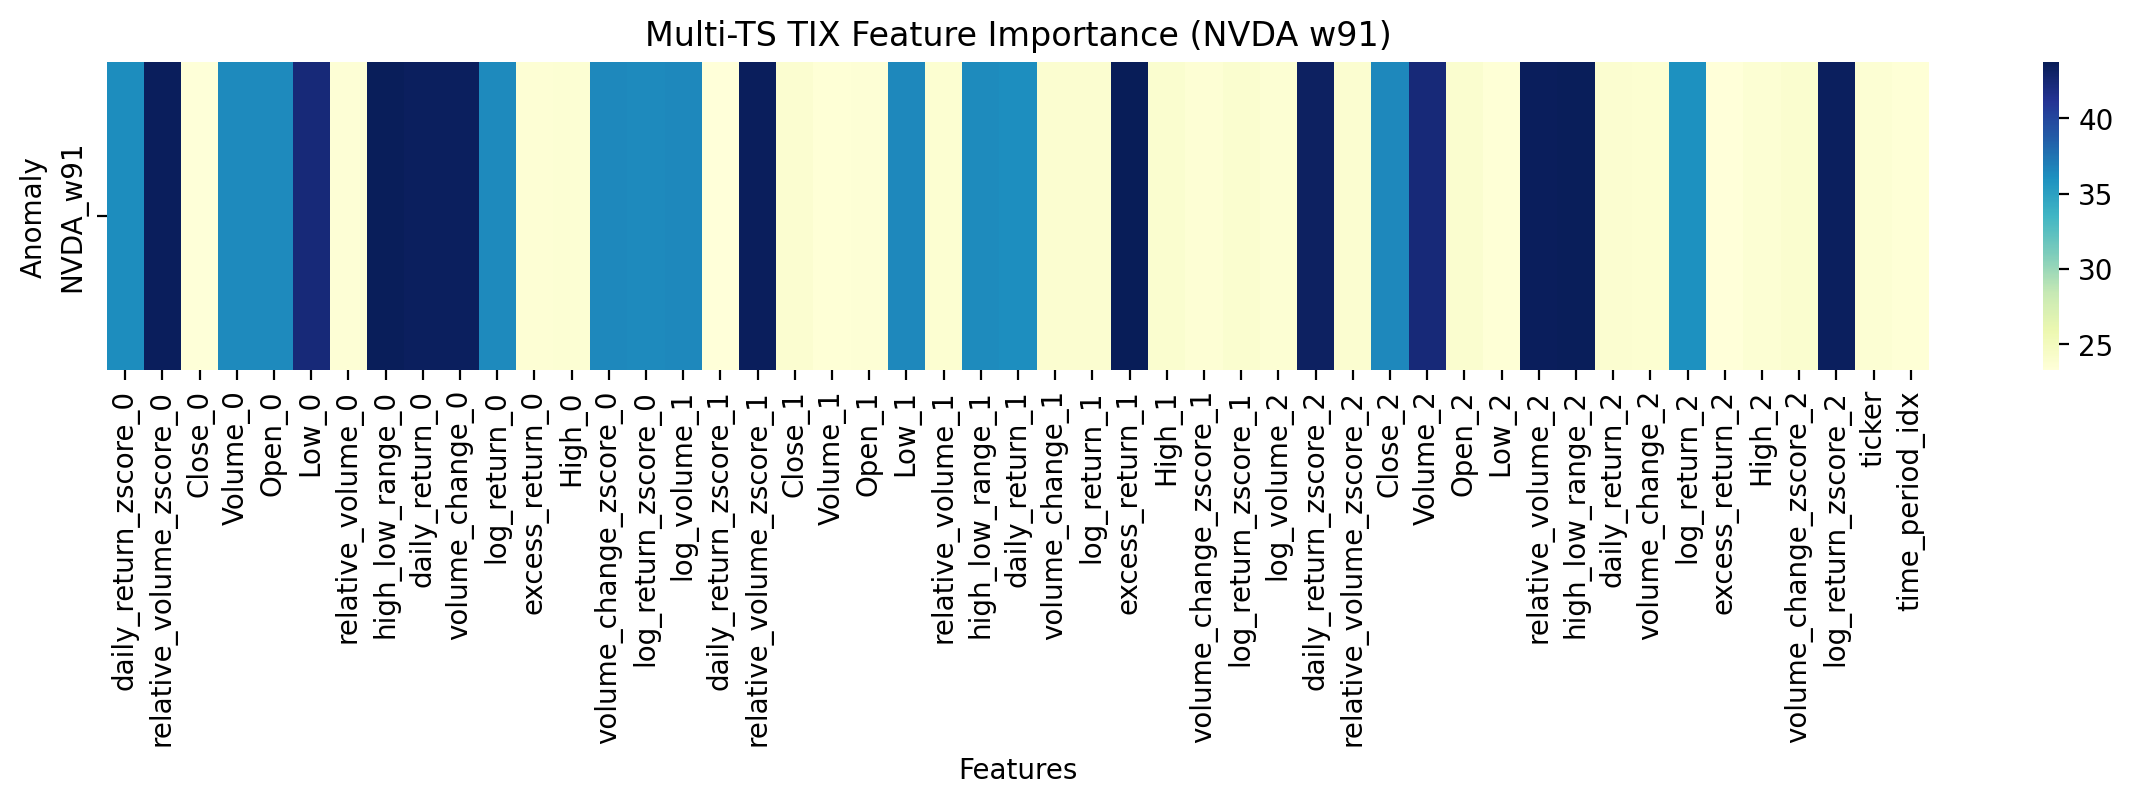 Multi-TS TIX Feature Importance (NVDA w91)
Anomaly
NVDA_w91
40
35
30
25
daily_return_zscore_0
relative_volume_zscore_0
Close_0
Volume_0
Open_0
Low_0
relative_volume_0
high_low_range_0
daily_return_0
volume_change_0
log_return_0
excess_return_0
High_0
volume_change_zscore_0
log_return_zscore_0
log_volume_1
daily_return_zscore_1
relative_volume_zscore_1
Close_1
Volume_1
Open_1
Low_1
relative_volume_1
high_low_range_1
daily_return_1
volume_change_1
log_return_1
excess_return_1
High_1
volume_change_zscore_1
log_return_zscore_1
log_volume_2
daily_return_zscore_2
relative_volume_zscore_2
Close_2
Volume_2
Open_2
Low_2
relative_volume_2
high_low_range_2
daily_return_2
volume_change_2
log_return_2
excess_return_2
High_2
volume_change_zscore_2
log_return_zscore_2
ticker
time_period_idx
Features